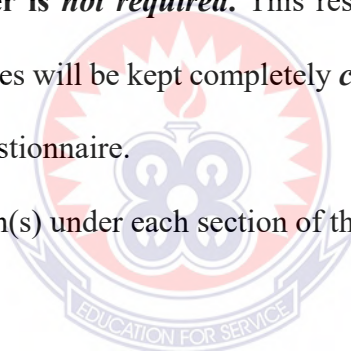 er is not required. This res
es will be kept completely c
stionnaire.
n(s) under each section of th
EDUCATION FOR SERVICE